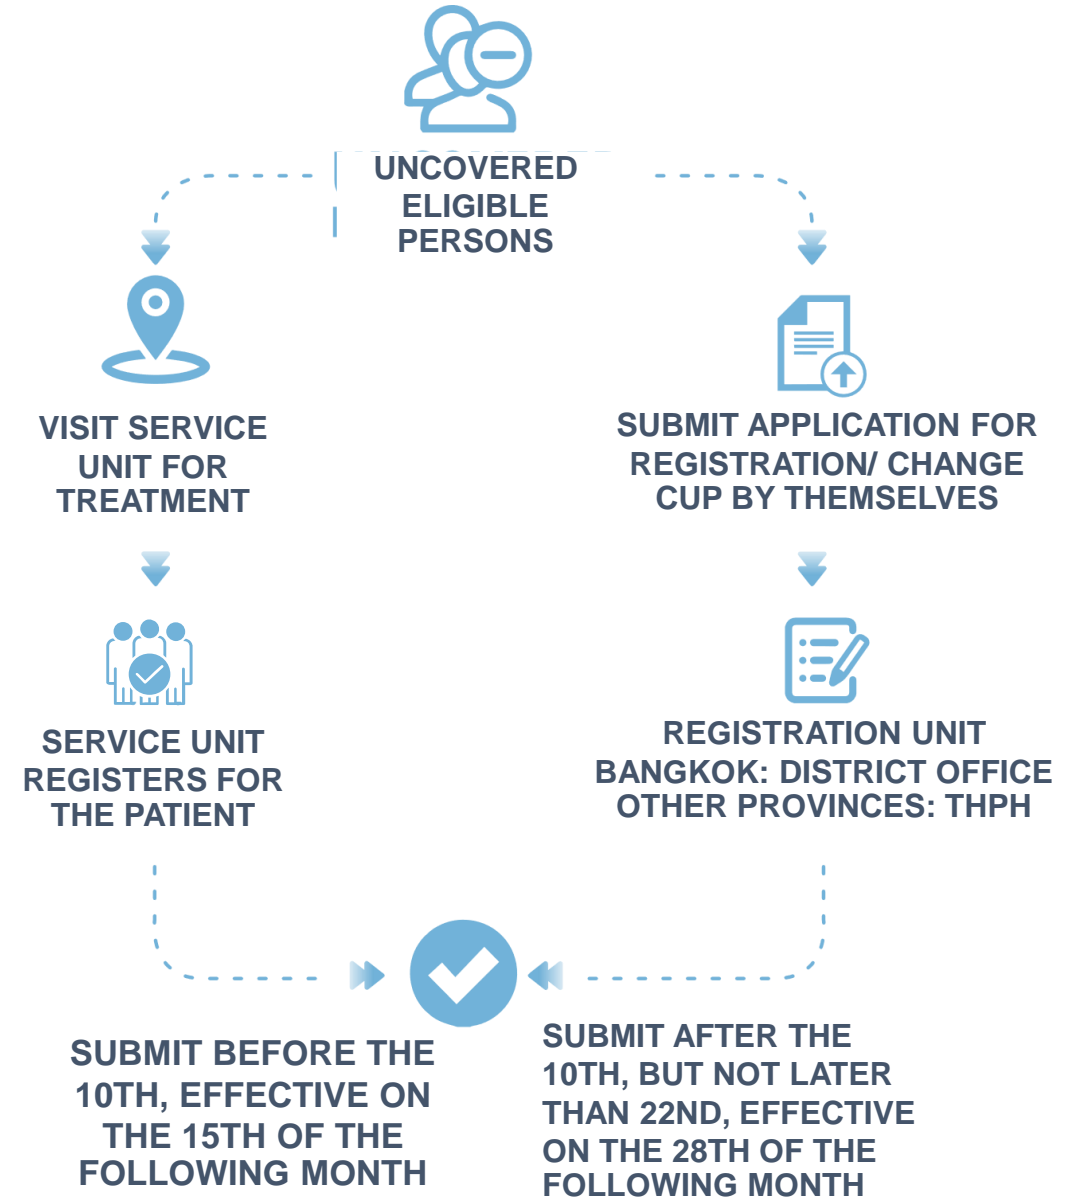 UNCOVERED
ELIGIBLE
PERSONS
VISIT SERVICE
UNIT FOR
TREATMENT
SUBMIT APPLICATION FOR
REGISTRATION/ CHANGE
CUP BY THEMSELVES
SERVICE UNIT
REGISTERS FOR
THE PATIENT
REGISTRATION UNIT
BANGKOK: DISTRICT OFFICE
OTHER PROVINCES: THPH
SUBMIT BEFORE THE
10TH, EFFECTIVE ON
THE 15TH OF THE
FOLLOWING MONTH
SUBMIT AFTER THE
10TH, BUT NOT LATER
THAN 22ND, EFFECTIVE
ON THE 28TH OF THE
FOLLOWING MONTH